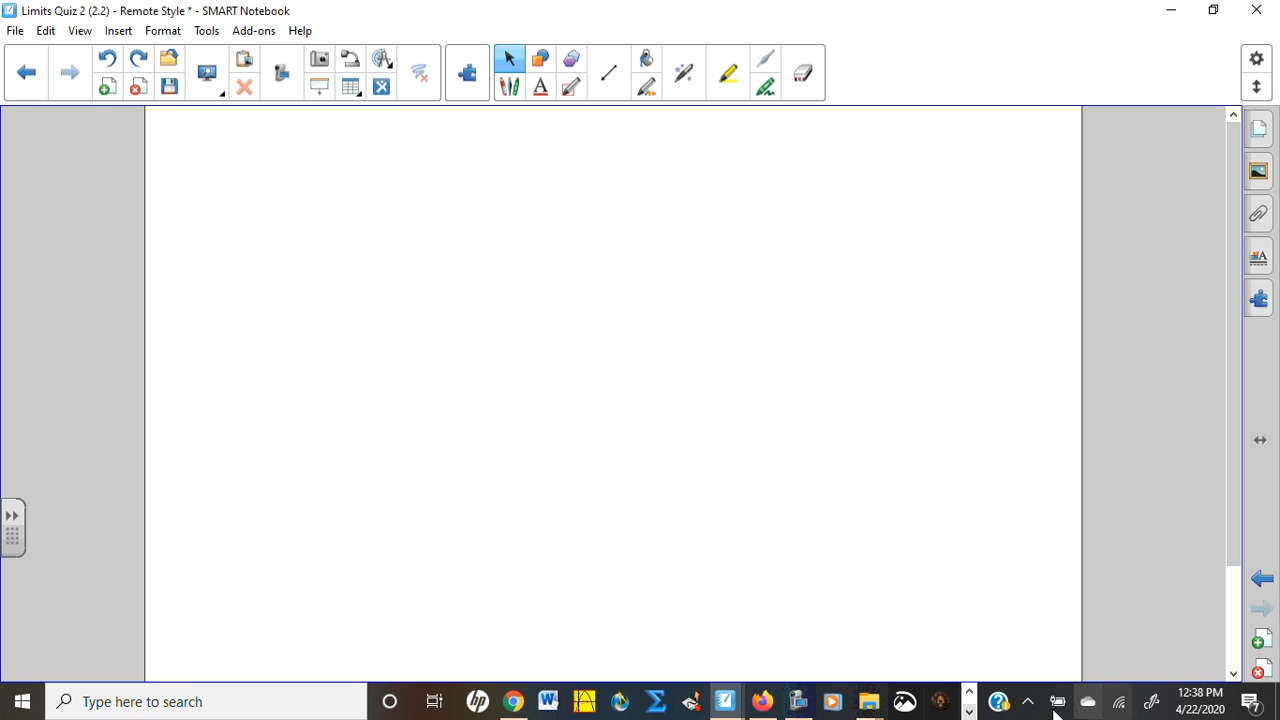 Limits Quiz 2 (2.2) - Remote Style * - SMART Notebook
File Edit View Insert Format Tools Add-ons Help
Type here to search
12:38 PM
4/22/2020
7